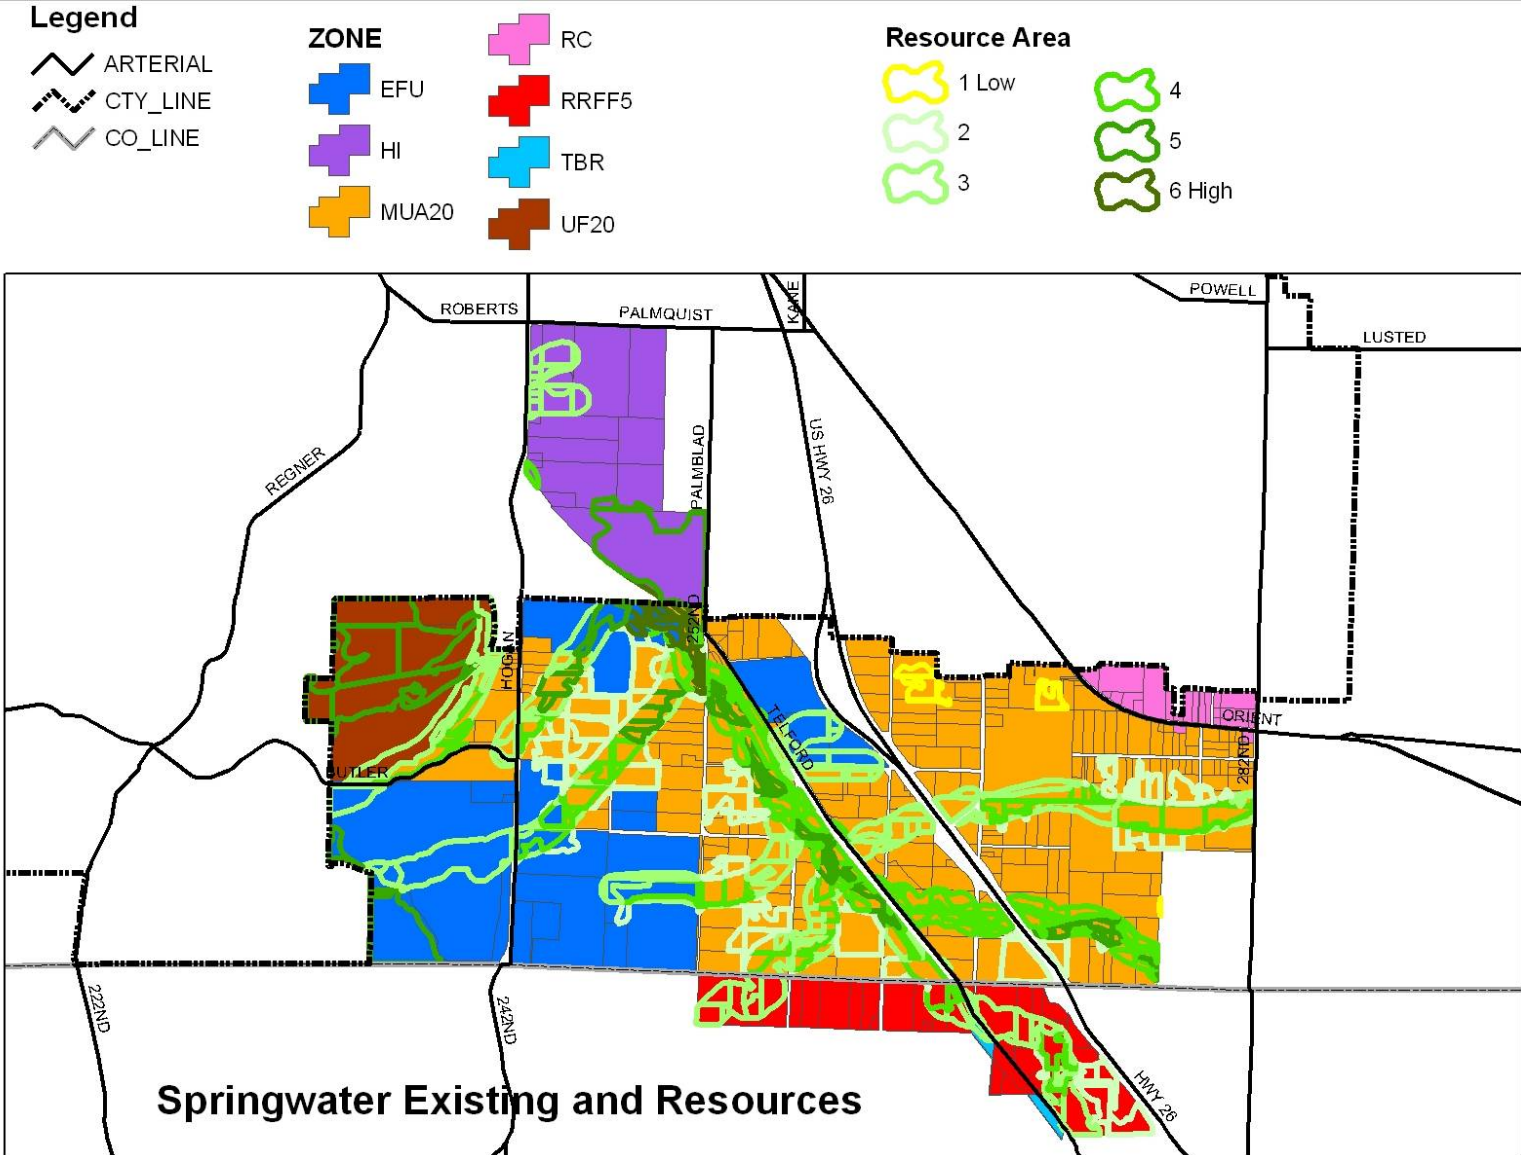 Legend
ARTERIAL
CTY_LINE
CO_LINE
ZONE
EFU
HI
MUA20
RC
RRFF5
TBR
UF20
Resource Area
1 Low
2
3
4
5
6 High
ROBERTS
PALMQUIST
KANE
POWELL
LUSTED
REGNER
PALMBLAD
US HWY 26
252ND
HOGAN
TELFORD
ORIENT
282ND
BUTLER
222ND
242ND
HWY 26
Springwater Existing and Resources